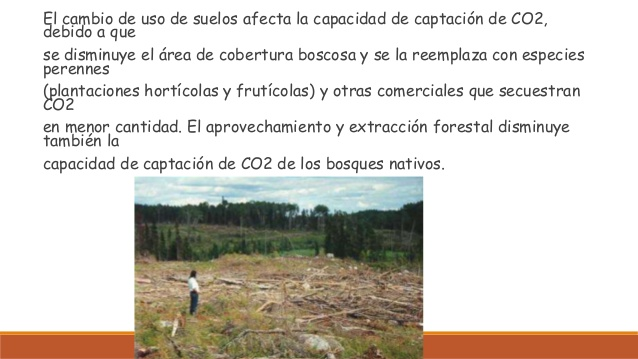 El cambio de uso de suelos afecta la capacidad de captación de CO2,
debido a que
se disminuye el área de cobertura boscosa y se la reemplaza con especies
perennes
(plantaciones hortícolas y frutícolas) y otras comerciales que secuestran
CO2
en menor cantidad. El aprovechamiento y extracción forestal disminuye
también la
capacidad de captación de CO2 de los bosques nativos.